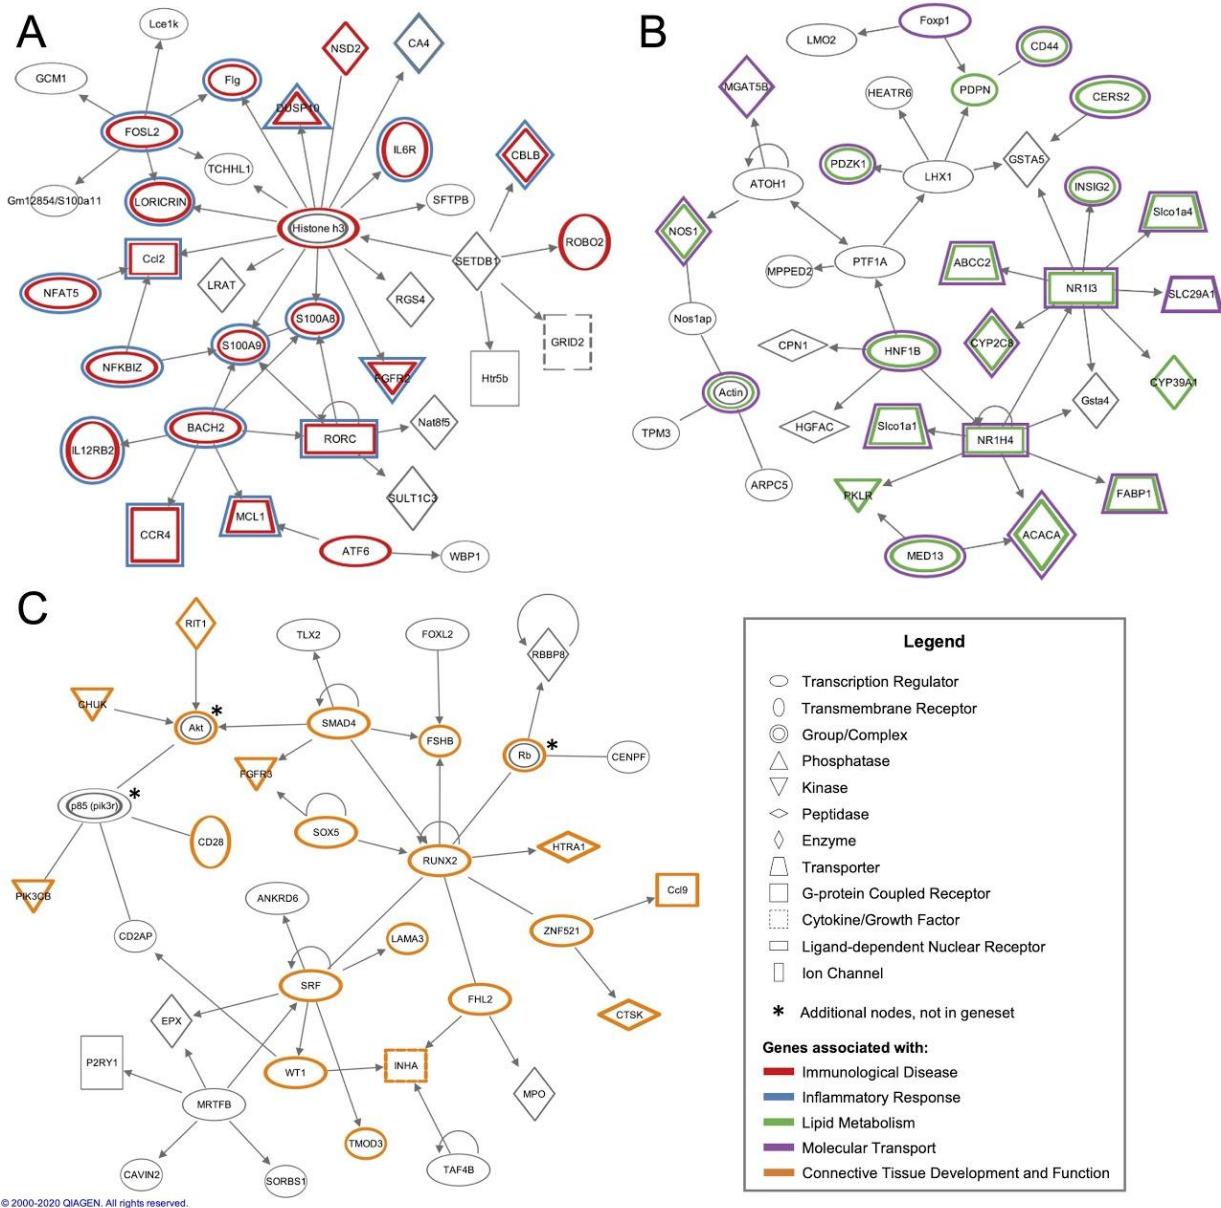 A
Lce1k
NSD2
CA4
GCM1
Flg
DUSP10
FOSL2
IL6R
CBLB
TCHHL1
Gm12854/S100a11
LORICRIN
SFTPB
Histone h3
ROBO2
Ccl2
SETDB1
NFAT5
LRAT
RGS4
S100A8
S100A9
GRID2
NFKBIZ
FGFR2
Htr5b
BACH2
Nat8f5
RORC
IL12RB2
SULT1C3
MCL1
CCR4
ATF6
WBP1
B
Foxp1
LMO2
CD44
MGAT5B
HEATR6
PDPN
CERS2
PDZK1
GSTA5
LHX1
ATOH1
INSIG2
Slco1a4
NOS1
PTF1A
ABCC2
MPPED2
NR1I3
SLC29A1
Nos1ap
CPN1
HNF1B
CYP2C8
CYP39A1
Actin
Gsta4
TPM3
HGFAC
Slco1a1
NR1H4
ARPC5
PKLR
FABP1
MED13
ACACA
C
RIT1
TLX2
FOXL2
RBBP8
CHUK
Akt
*
SMAD4
FSHB
Rb
*
CENPF
FGFR3
p85 (pik3r)
*
CD28
SOX5
RUNX2
HTRA1
PIK3CB
ANKRD6
Ccl9
CD2AP
LAMA3
ZNF521
SRF
FHL2
EPX
CTSK
P2RY1
WT1
INHA
MRTFB
MPO
TMOD3
CAVIN2
SORBS1
TAF4B
Legend
Transcription Regulator
Transmembrane Receptor
Group/Complex
Phosphatase
Kinase
Peptidase
Enzyme
Transporter
G-protein Coupled Receptor
Cytokine/Growth Factor
Ligand-dependent Nuclear Receptor
Ion Channel
* Additional nodes, not in geneset
Genes associated with:
Immunological Disease
Inflammatory Response
Lipid Metabolism
Molecular Transport
Connective Tissue Development and Function
© 2000-2020 QIAGEN. All rights reserved.